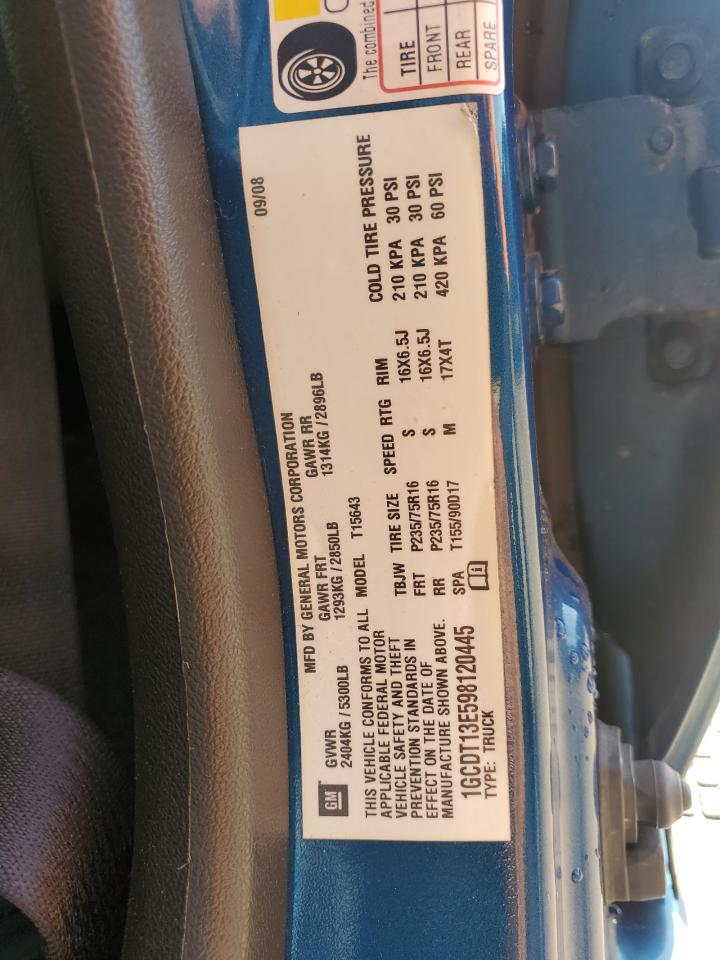 The combined
TIRE
FRONT
REAR
SPARE
09/08
MFD BY GENERAL MOTORS CORPORATION
GM
GVWR GAWR FRT GAWR RR
2404KG / 5300LB 1293KG / 2850LB 1314KG / 2896LB
THIS VEHICLE CONFORMS TO ALL
APPLICABLE FEDERAL MOTOR
VEHICLE SAFETY AND THEFT
PREVENTION STANDARDS IN
EFFECT ON THE DATE OF
MANUFACTURE SHOWN ABOVE.
1GCDT13E598120445
TYPE: TRUCK
MODEL T15643
TBJW TIRE SIZE SPEED RTG RIM COLD TIRE PRESSURE
FRT P235/75R16 S 16X6.5J 210 KPA 30 PSI
RR P235/75R16 S 16X6.5J 210 KPA 30 PSI
SPA T155/90D17 M 17X4T 420 KPA 60 PSI